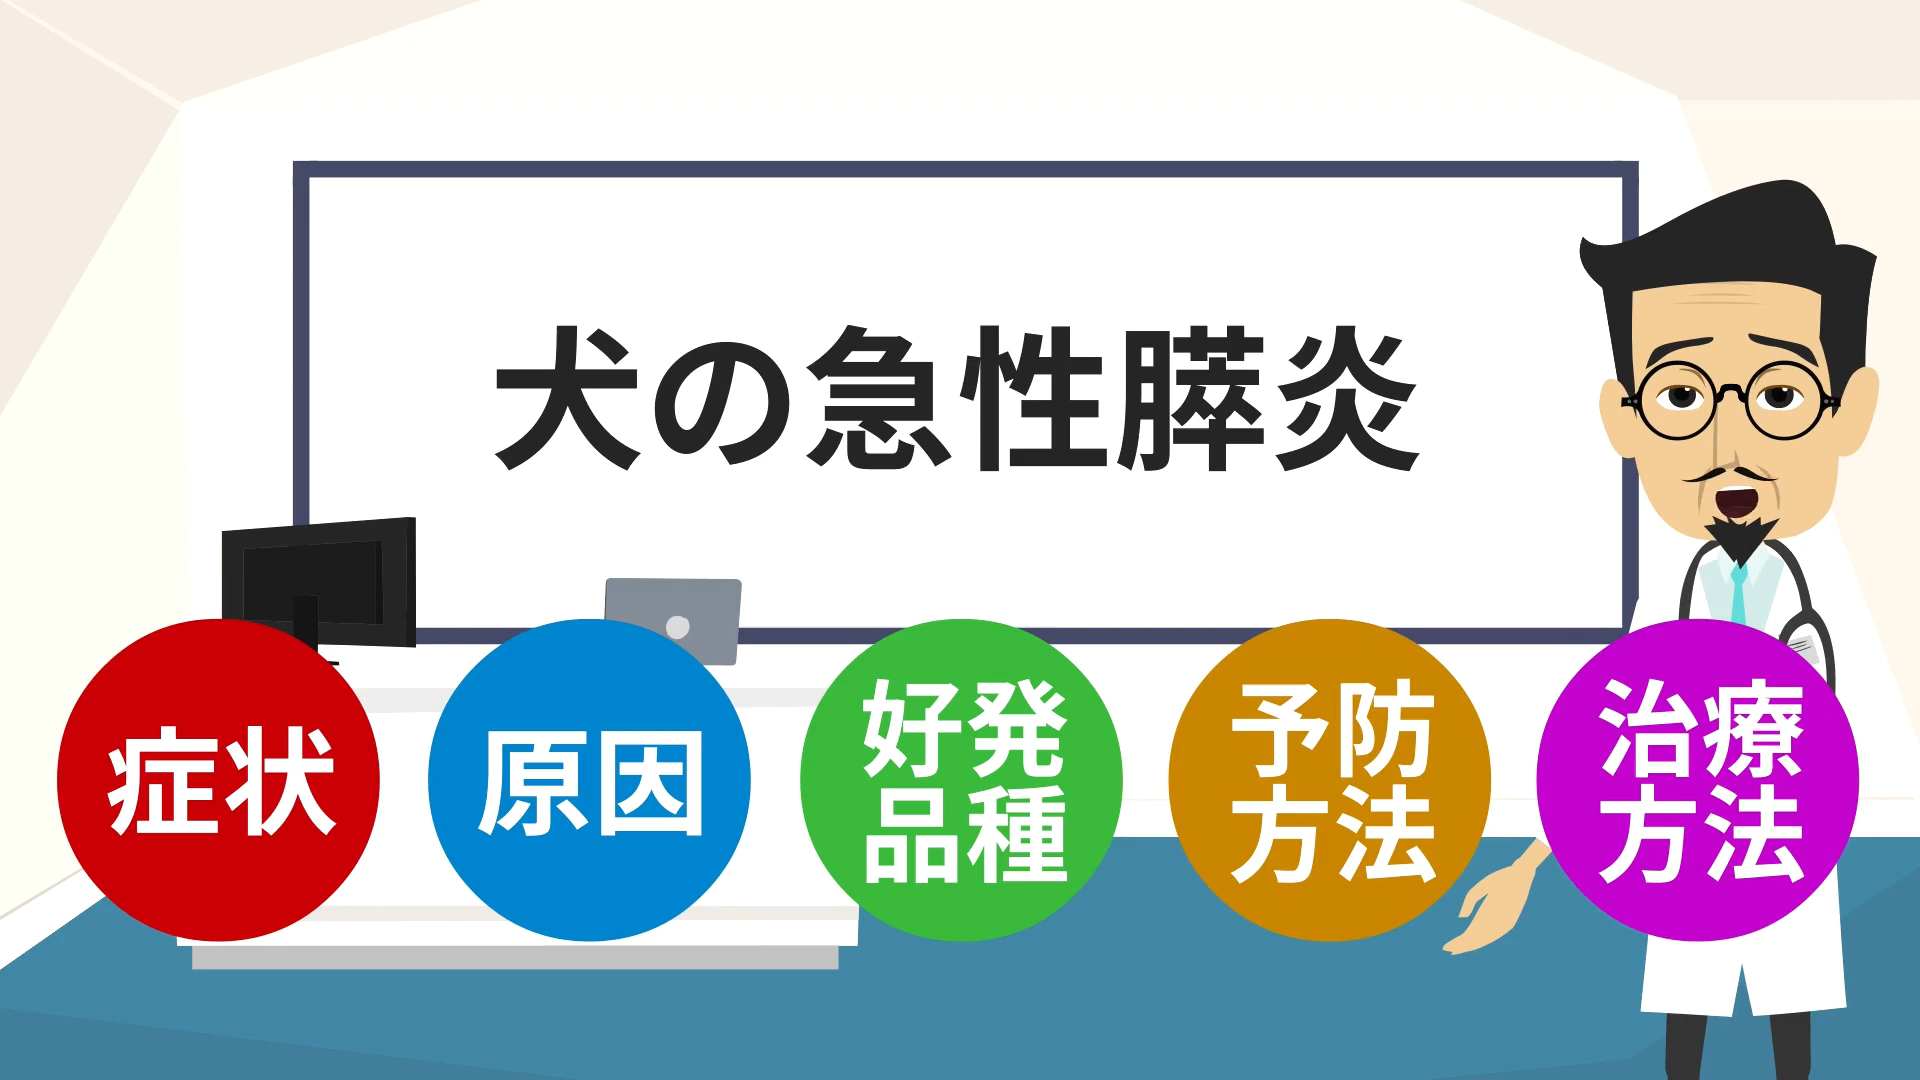 犬の急性膵炎
症状
原因
好発
品種
予防
方法
治療
方法